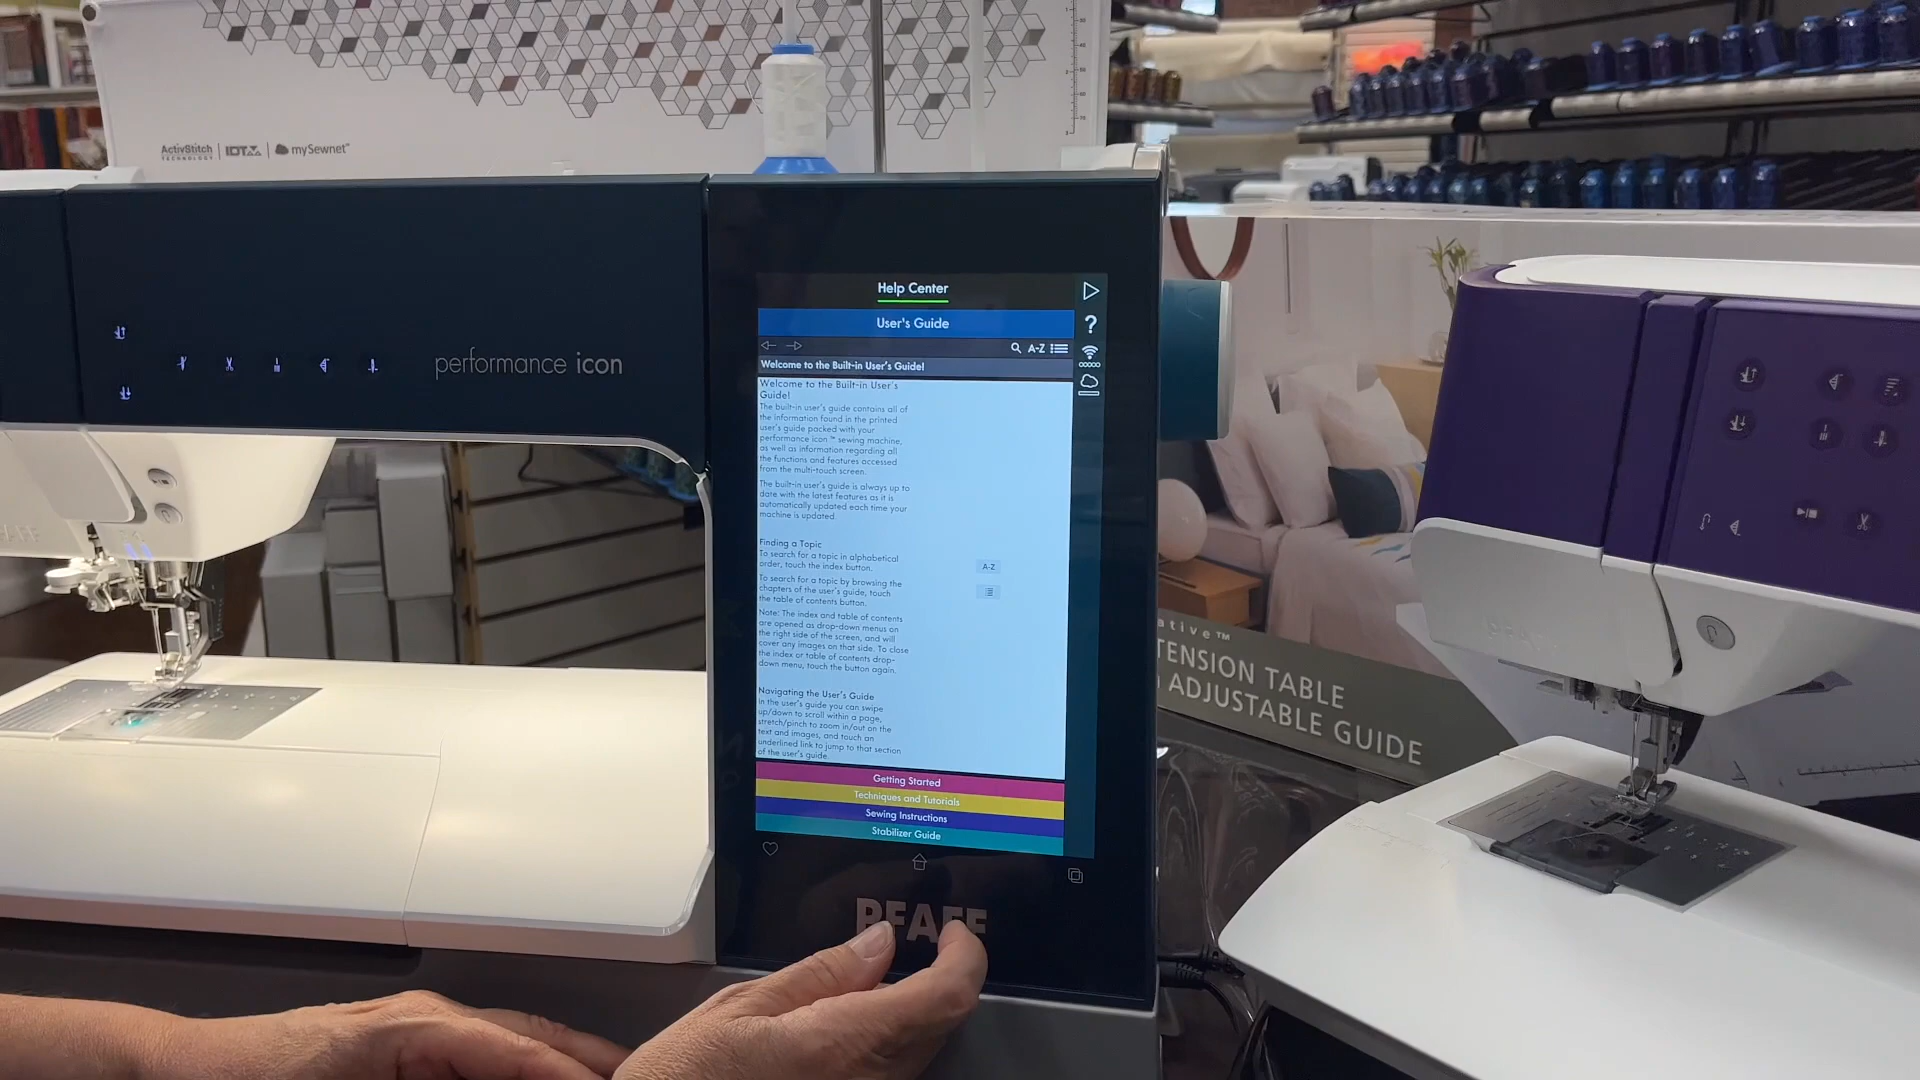 ActivStitch
TECHNOLOGY
IDT
mySewnet™
performance icon
Help Center
User's Guide
A-Z
Welcome to the Built-in User's Guide!
Welcome to the Built-in User's
Guide!
The built-in user's guide contains all of
the information found in the printed
user's guide packed with your
performance icon™ sewing machine,
as well as information regarding all
the functions and features accessed
from the multi-touch screen.
The built-in user's guide is always up to
date with the latest features as it is
automatically updated each time your
machine is updated.
Finding a Topic
To search for a topic in alphabetical
order, touch the index button.
A-Z
To search for a topic by browsing the
chapters of the user's guide, touch
the table of contents button.
Note: The index and table of contents
are opened as drop-down menus on
the right side of the screen, and will
cover any images on that side. To close
the index or table of contents drop-
down menu, touch the button again.
Navigating the User's Guide
In the user's guide you can swipe
up/down to scroll within a page,
stretch/pinch to zoom in/out on the
text and images, and touch an
underlined link to jump to that section
of the user's guide.
Getting Started
Techniques and Tutorials
Sewing Instructions
Stabilizer Guide
PFAFF
ative™
TENSION TABLE
ADJUSTABLE GUIDE